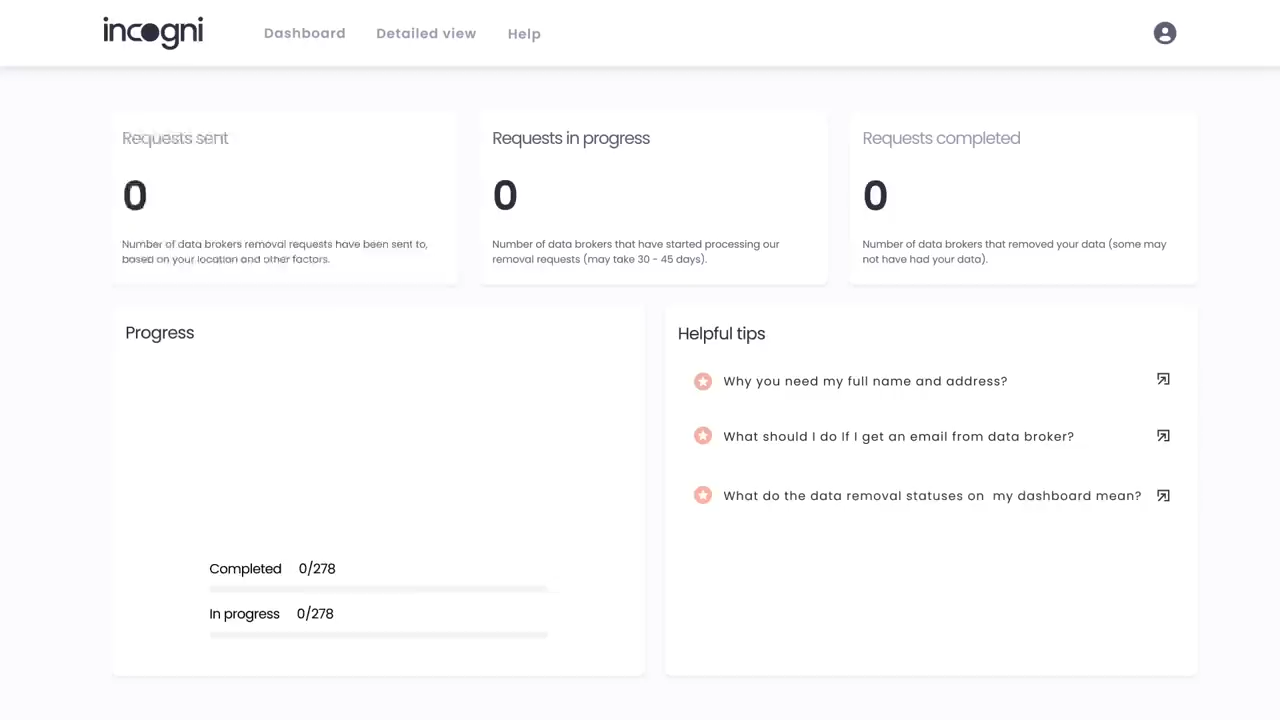 incogni
Dashboard
Detailed view
Help
Requests sent
0
Number of data brokers removal requests have been sent to,
based on your location and other factors.
Requests in progress
0
Number of data brokers that have started processing our
removal requests (may take 30 - 45 days).
Requests completed
0
Number of data brokers that removed your data (some may
not have had your data).
Progress
Completed 0/278
In progress 0/278
Helpful tips
Why you need my full name and address?
What should I do If I get an email from data broker?
What do the data removal statuses on my dashboard mean?